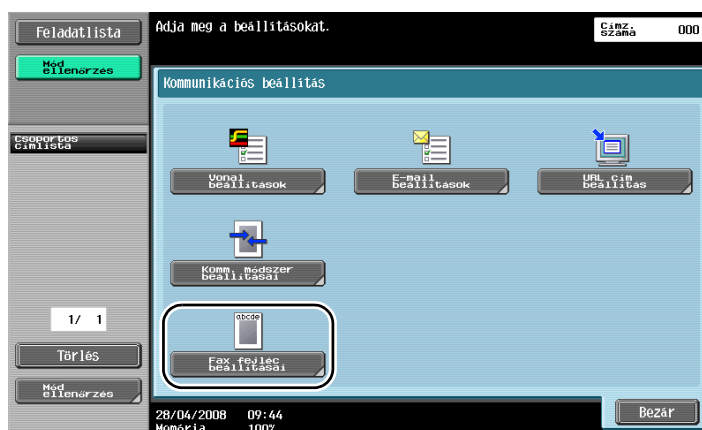 Feladatlista
Adja meg a beállításokat.
Címz.
száma
000
Mód
ellenőrzés
Kommunikációs beállítás
Csoportos
címlista
Vonal
beállítások
E-mail
beállítások
URL cím
beállítás
Komm. módszer
beállításai
abcde
1/ 1
Fax fejléc
beállításai
Törlés
Mód
ellenőrzés
28/04/2008 09:44
Memória 100%
Bezár